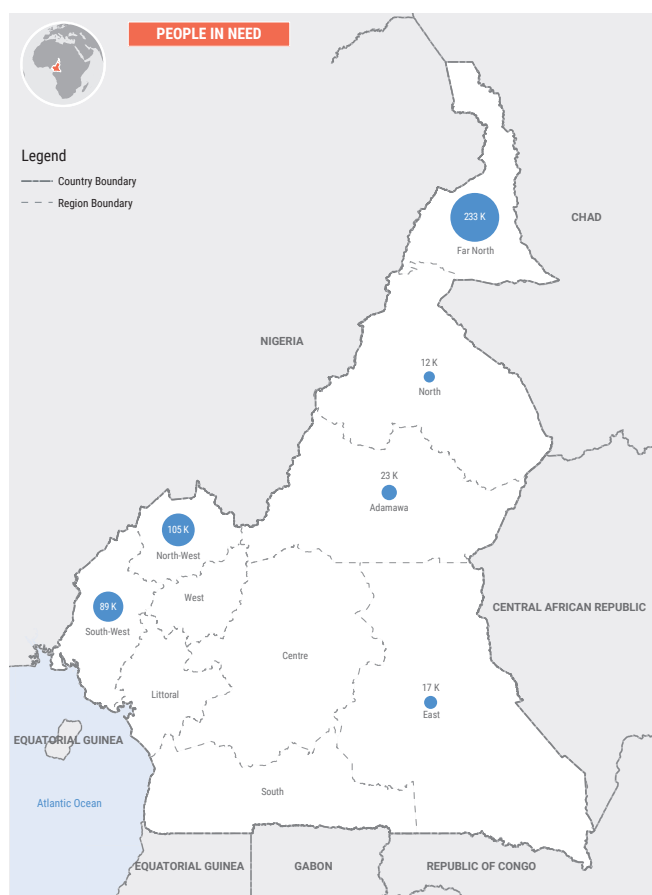 PEOPLE IN NEED
Legend
Country Boundary
Region Boundary
233 K
Far North
CHAD
NIGERIA
12 K
North
23 K
Adamawa
105 K
North-West
West
89 K
South-West
CENTRAL AFRICAN REPUBLIC
Centre
Littoral
17 K
East
EQUATORIAL GUINEA
South
Atlantic Ocean
EQUATORIAL GUINEA
GABON
REPUBLIC OF CONGO